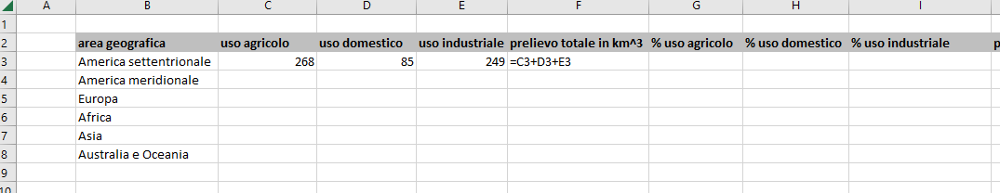 A B C D E F G H I
1
2 area geografica uso agricolo uso domestico uso industriale prelievo totale in km^3 % uso agricolo % uso domestico % uso industriale p
3 America settentrionale 268 85 249 =C3+D3+E3
4 America meridionale
5 Europa
6 Africa
7 Asia
8 Australia e Oceania
9
10